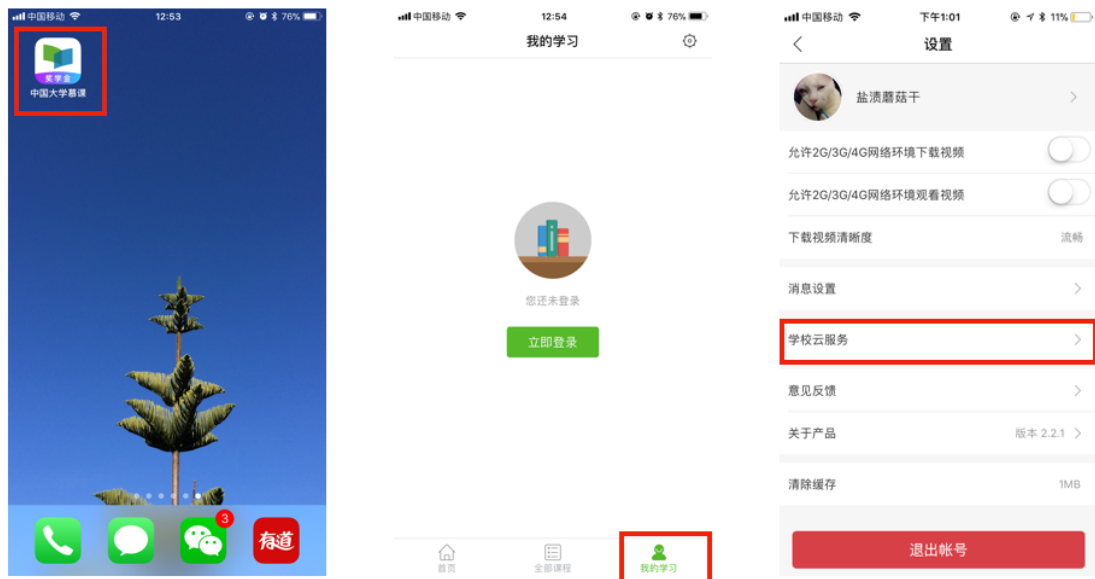 中国移动
12:53
76%
奖学金
中国大学慕课
3
有道
中国移动
12:54
76%
我的学习
您还未登录
立即登录
首页
全部课程
我的学习
中国移动
下午1:01
11%
设置
盐渍蘑菇干
允许2G/3G/4G网络环境下载视频
允许2G/3G/4G网络环境观看视频
下载视频清晰度 流畅
消息设置
学校云服务
意见反馈
关于产品 版本 2.2.1
清除缓存 1MB
退出帐号